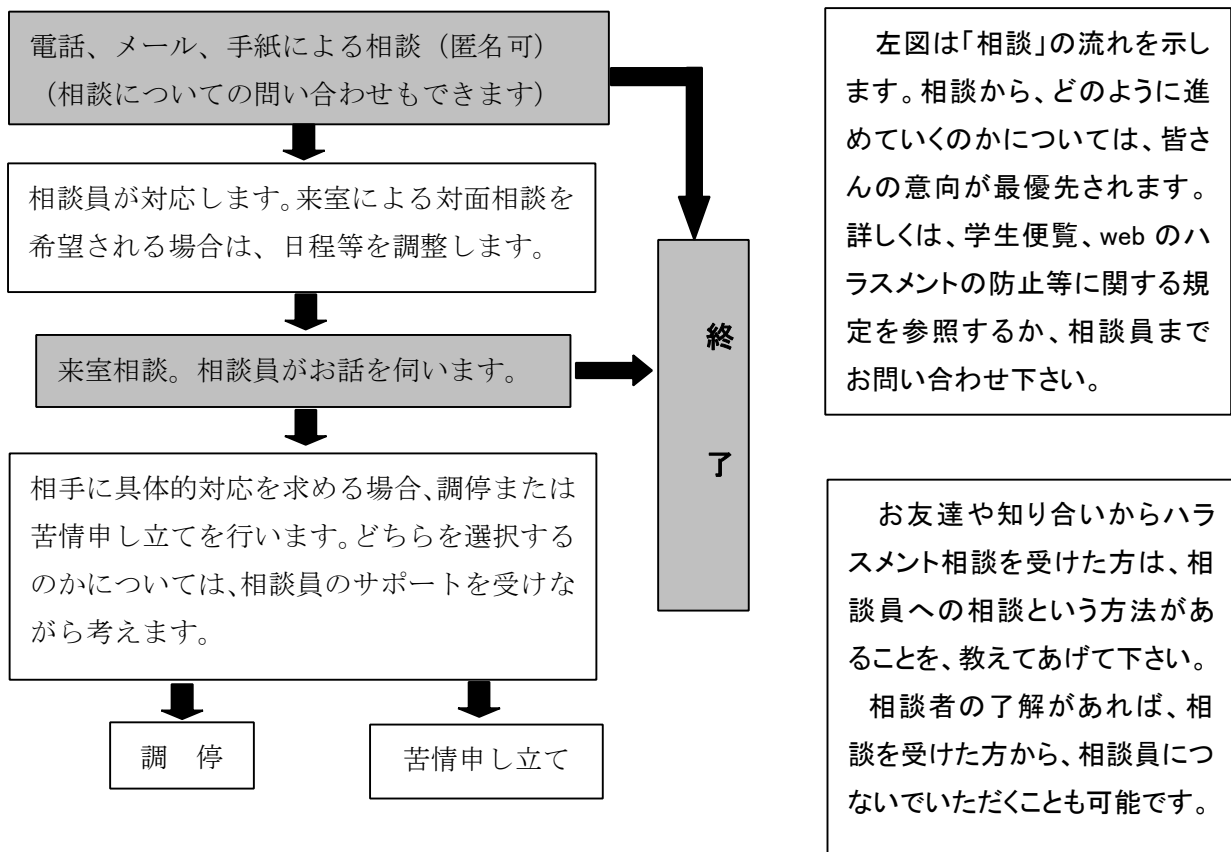 電話、メール、手紙による相談（匿名可）
（相談についての問い合わせもできます）
相談員が対応します。来室による対面相談を
希望される場合は、日程等を調整します。
来室相談。相談員がお話を伺います。
相手に具体的対応を求める場合、調停または
苦情申し立てを行います。どちらを選択する
のかについては、相談員のサポートを受けな
がら考えます。
調　停
苦情申し立て
終
了
左図は「相談」の流れを示し
ます。相談から、どのように進
めていくのかについては、皆さ
んの意向が最優先されます。
詳しくは、学生便覧、web のハ
ラスメントの防止等に関する規
定を参照するか、相談員まで
お問い合わせ下さい。
お友達や知り合いからハラ
スメント相談を受けた方は、相
談員への相談という方法があ
ることを、教えてあげて下さい。
相談者の了解があれば、相
談を受けた方から、相談員につ
ないでいただくことも可能です。